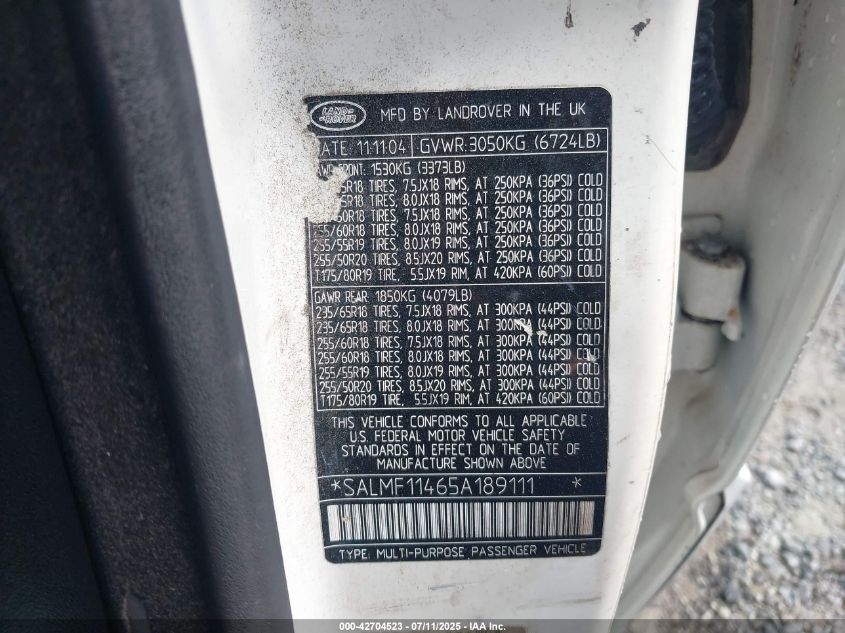 LAND ROVER
MFD BY LANDROVER IN THE UK
ATE 11.11.04 GVWR:3050KG (6724LB)
FRONT: 1530KG (3373LB)
5R18 TIRES, 7.5JX18 RIMS, AT 250KPA (36PSI) COLD
5R18 TIRES, 8.0JX18 RIMS, AT 250KPA (36PSI) COLD
60R18 TIRES, 7.5JX18 RIMS, AT 250KPA (36PSI) COLD
255/60R18 TIRES, 8.0JX18 RIMS, AT 250KPA (36PSI) COLD
255/55R19 TIRES, 8.0JX19 RIMS, AT 250KPA (36PSI) COLD
255/50R20 TIRES, 8.5JX20 RIMS, AT 250KPA (36PSI) COLD
T175/80R19 TIRE, 5.5JX19 RIM, AT 420KPA (60PSI) COLD
GAWR REAR: 1850KG (4079LB)
235/65R18 TIRES, 7.5JX18 RIMS, AT 300KPA (44PSI) COLD
235/65R18 TIRES, 8.0JX18 RIMS, AT 300KPA (44PSI) COLD
255/60R18 TIRES, 7.5JX18 RIMS, AT 300KPA (44PSI) COLD
255/60R18 TIRES, 8.0JX18 RIMS, AT 300KPA (44PSI) COLD
255/55R19 TIRES, 8.0JX19 RIMS, AT 300KPA (44PSI) COLD
255/50R20 TIRES, 8.5JX20 RIMS, AT 300KPA (44PSI) COLD
T175/80R19 TIRE, 5.5JX19 RIM, AT 420KPA (60PSI) COLD
THIS VEHICLE CONFORMS TO ALL APPLICABLE
U.S. FEDERAL MOTOR VEHICLE SAFETY
STANDARDS IN EFFECT ON THE DATE OF
MANUFACTURE SHOWN ABOVE
*SALMF11465A189111 *
TYPE: MULTI-PURPOSE PASSENGER VEHICLE
000-42704523 - 07/11/2025 - IAAI.com